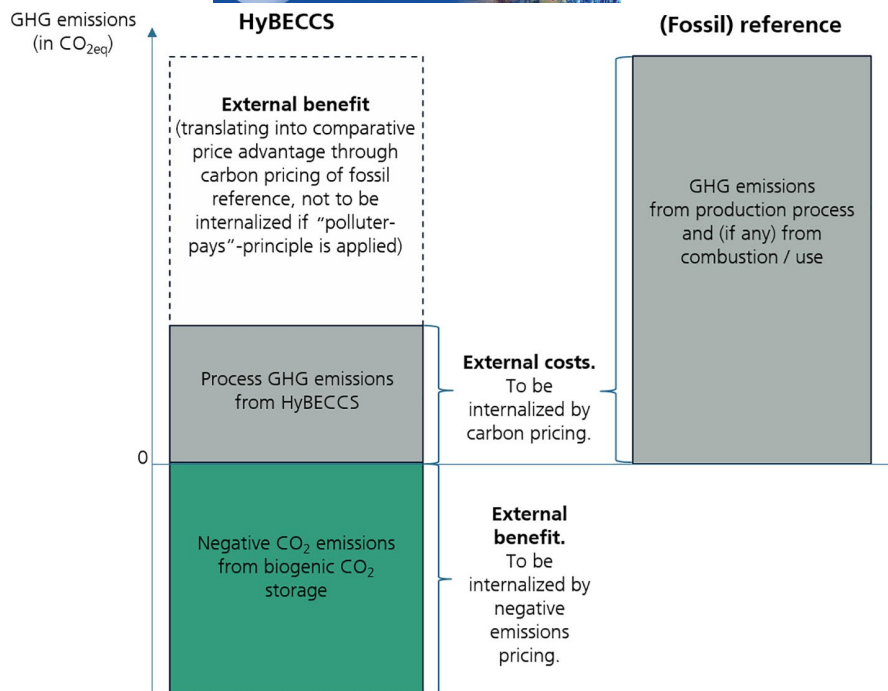 GHG emissions
(in CO2eq)
HyBECCS
(Fossil) reference
External benefit
(translating into comparative
price advantage through
carbon pricing of fossil
reference, not to be
internalized if “polluter-
pays”-principle is applied)
GHG emissions
from production process
and (if any) from
combustion / use
Process GHG emissions
from HyBECCS
External costs.
To be
internalized by
carbon pricing.
0
Negative CO2 emissions
from biogenic CO2
storage
External
benefit.
To be
internalized by
negative
emissions
pricing.